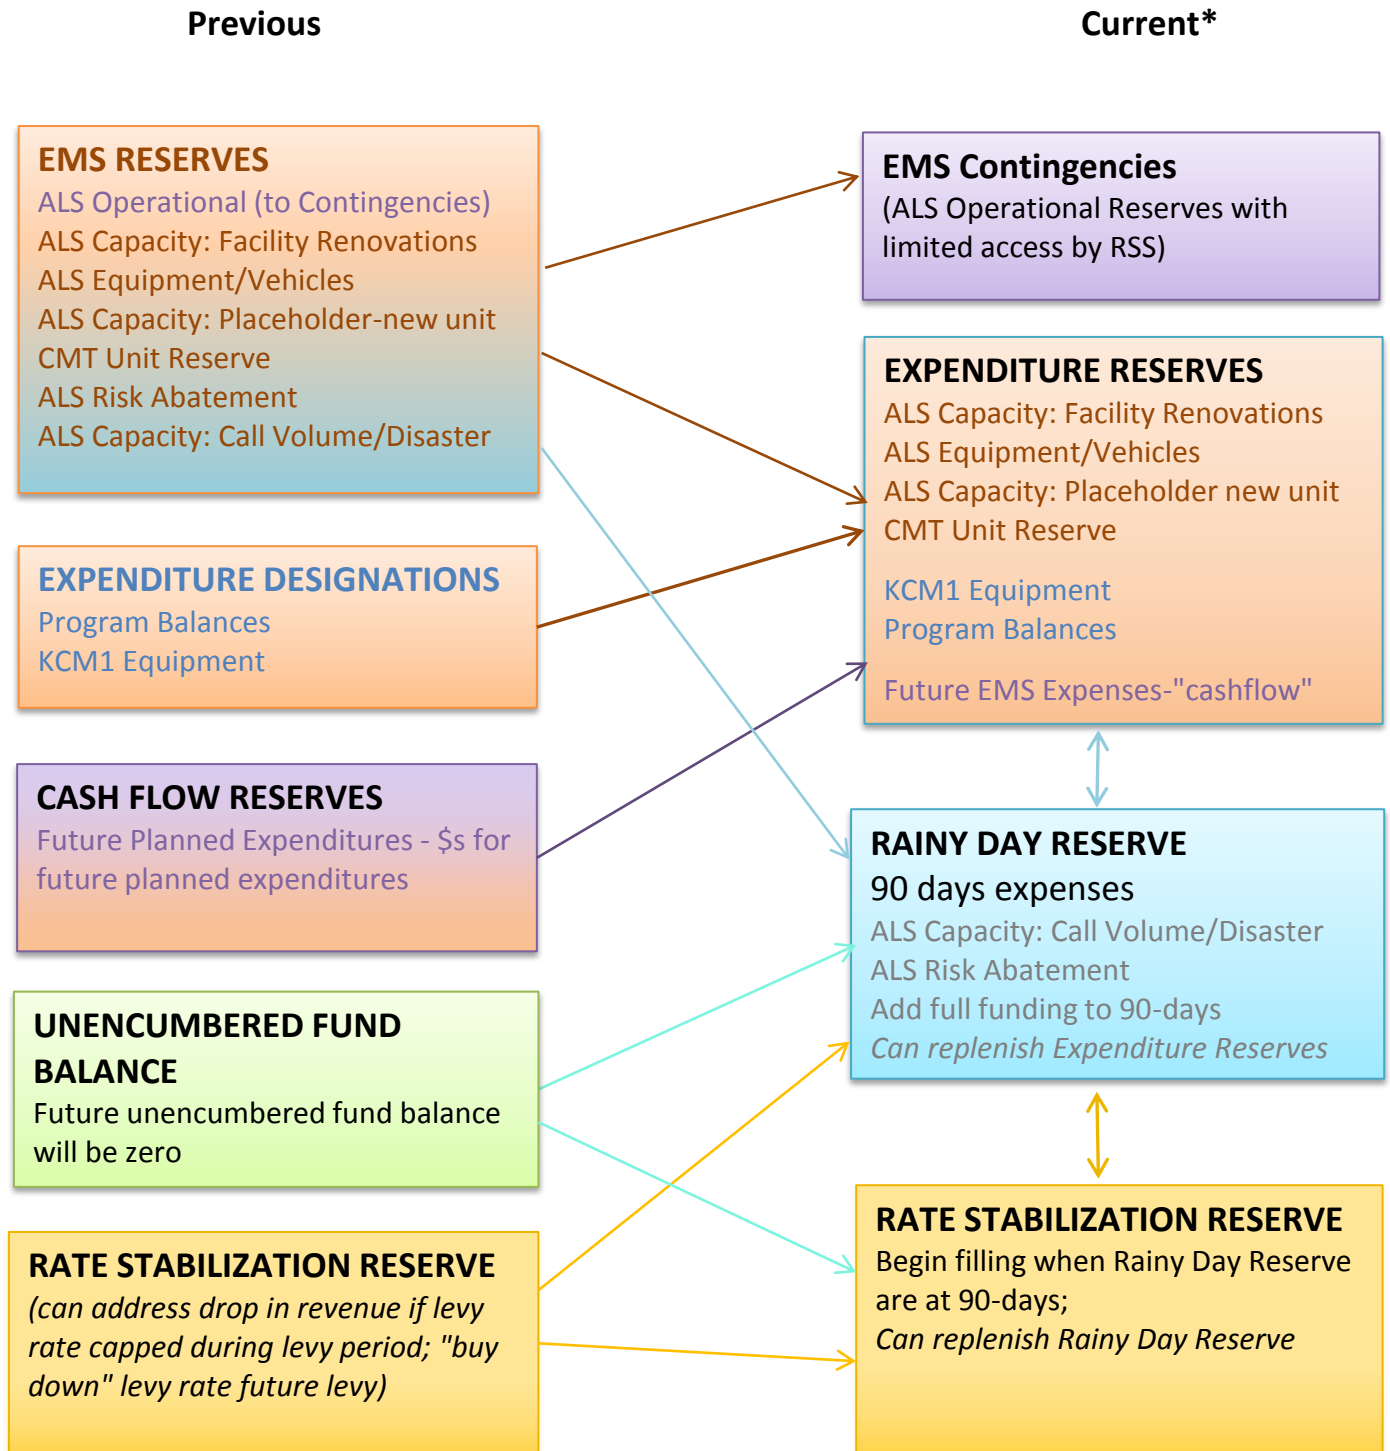 Previous
Current*
EMS RESERVES
ALS Operational (to Contingencies)
ALS Capacity: Facility Renovations
ALS Equipment/Vehicles
ALS Capacity: Placeholder-new unit
CMT Unit Reserve
ALS Risk Abatement
ALS Capacity: Call Volume/Disaster
EXPENDITURE DESIGNATIONS
Program Balances
KCM1 Equipment
CASH FLOW RESERVES
Future Planned Expenditures - $s for
future planned expenditures
UNENCUMBERED FUND
BALANCE
Future unencumbered fund balance
will be zero
RATE STABILIZATION RESERVE
(can address drop in revenue if levy
rate capped during levy period; "buy
down" levy rate future levy)
EMS Contingencies
(ALS Operational Reserves with
limited access by RSS)
EXPENDITURE RESERVES
ALS Capacity: Facility Renovations
ALS Equipment/Vehicles
ALS Capacity: Placeholder new unit
CMT Unit Reserve
KCM1 Equipment
Program Balances
Future EMS Expenses-"cashflow"
RAINY DAY RESERVE
90 days expenses
ALS Capacity: Call Volume/Disaster
ALS Risk Abatement
Add full funding to 90-days
Can replenish Expenditure Reserves
RATE STABILIZATION RESERVE
Begin filling when Rainy Day Reserve
are at 90-days;
Can replenish Rainy Day Reserve